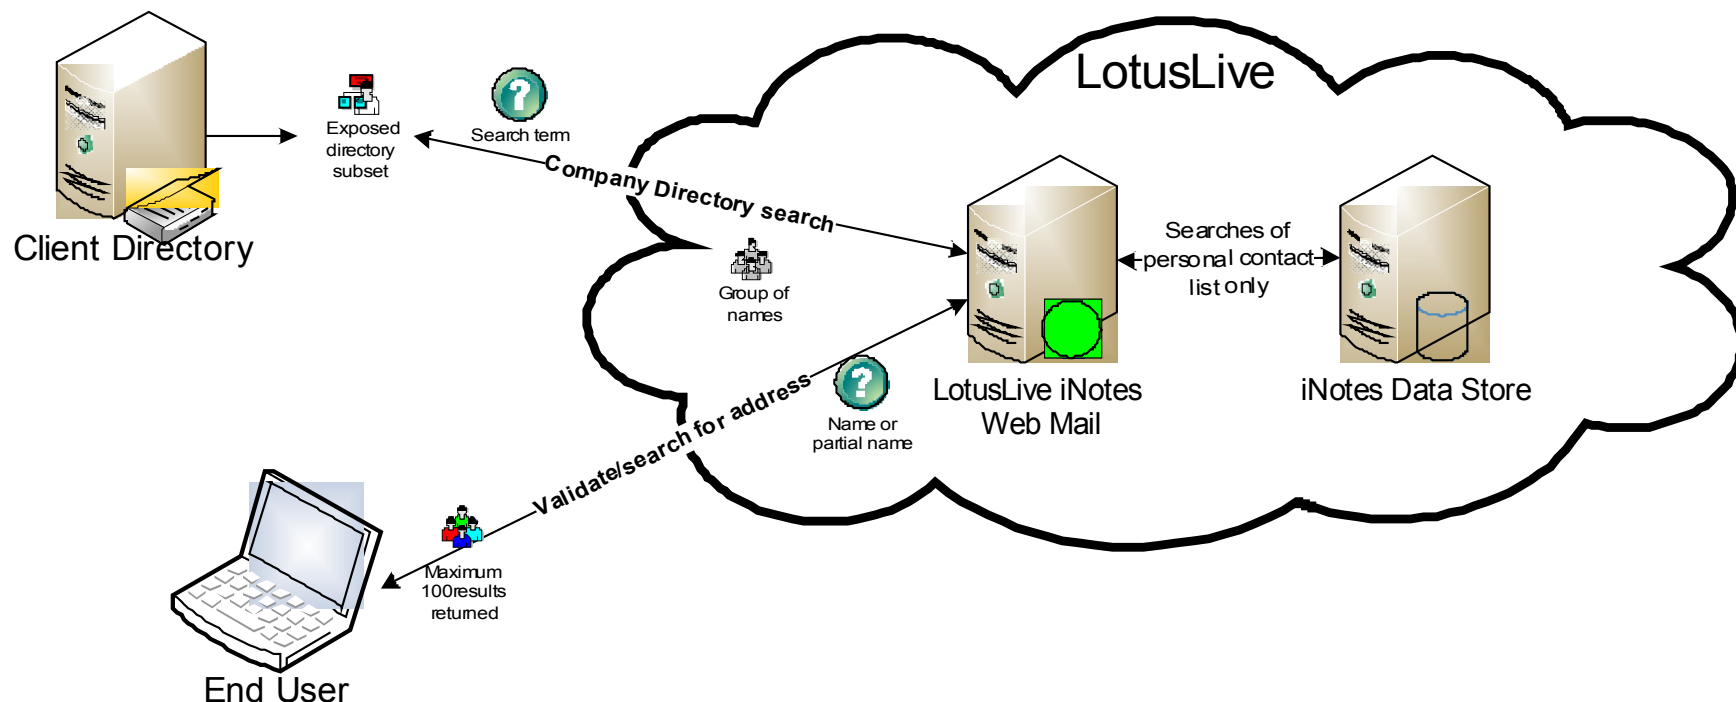 LotusLive
Search term
Exposed
directory
subset
Company Directory search
Client Directory
Group of
names
Searches of
personal contact
list only
LotusLive iNotes
Web Mail
iNotes Data Store
Validate/search for address
Name or
partial name
Maximum
100results
returned
End User